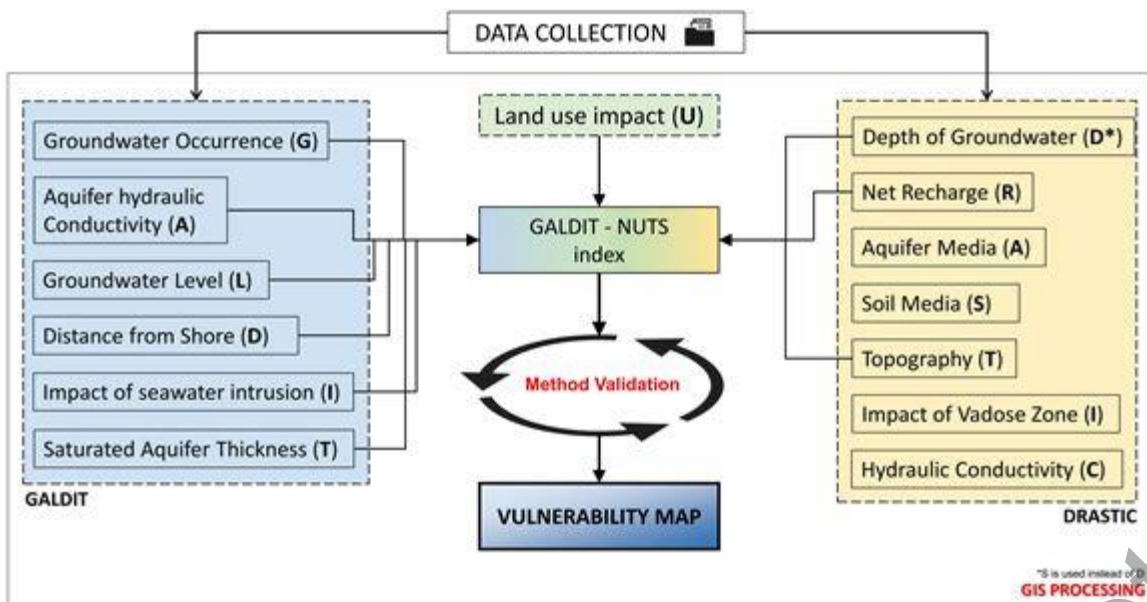 DATA COLLECTION
Groundwater Occurrence (G)
Aquifer hydraulic
Conductivity (A)
Groundwater Level (L)
Distance from Shore (D)
Impact of seawater intrusion (I)
Saturated Aquifer Thickness (T)
GALDIT
Land use impact (U)
GALDIT - NUTS
index
Method Validation
VULNERABILITY MAP
Depth of Groundwater (D*)
Net Recharge (R)
Aquifer Media (A)
Soil Media (S)
Topography (T)
Impact of Vadose Zone (I)
Hydraulic Conductivity (C)
DRASTIC
*S is used instead of D
GIS PROCESSING